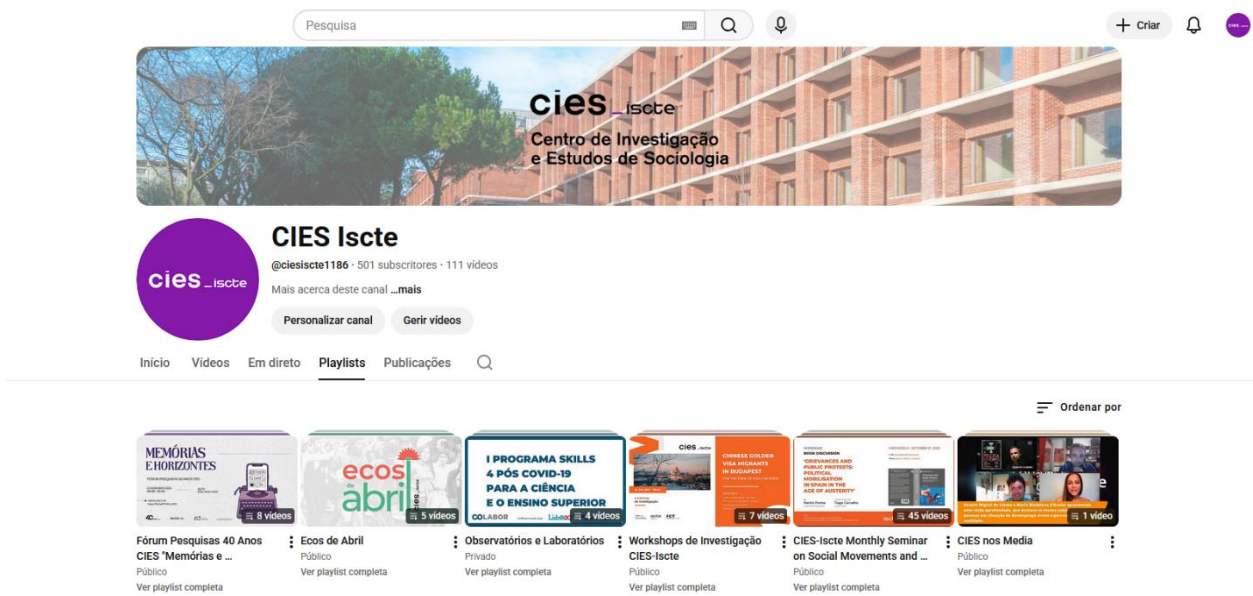 Pesquisa
Criar
cies_iscte
Centro de Investigação
e Estudos de Sociologia
cies_iscte
CIES Iscte
@ciesiscte1186 · 501 subscritores · 111 vídeos
Mais acerca deste canal ...mais
Personalizar canal Gerir vídeos
Início Vídeos Em direto Playlists Publicações
Ordenar por
MEMÓRIAS
E HORIZONTES
8 vídeos
ecos
de
abril
5 vídeos
I PROGRAMA SKILLS
4 PÓS COVID-19
PARA A CIÊNCIA
E O ENSINO SUPERIOR
COLABOR
4 vídeos
cies_iscte
CHINESE GOLDEN
VISA MIGRANTS
IN BUDAPEST
7 vídeos
BOOK DISCUSSION
"GRIEVANCES AND
PUBLIC PROTESTS:
POLITICAL
MOBILISATION
IN SPAIN IN THE
AGE OF AUSTERITY"
45 vídeos
1 vídeo
Fórum Pesquisas 40 Anos
CIES "Memórias e ...
Público
Ver playlist completa
Ecos de Abril
Público
Ver playlist completa
Observatórios e Laboratórios
Privado
Ver playlist completa
Workshops de Investigação
CIES-Iscte
Público
Ver playlist completa
CIES-Iscte Monthly Seminar
on Social Movements and ...
Público
Ver playlist completa
CIES nos Media
Público
Ver playlist completa